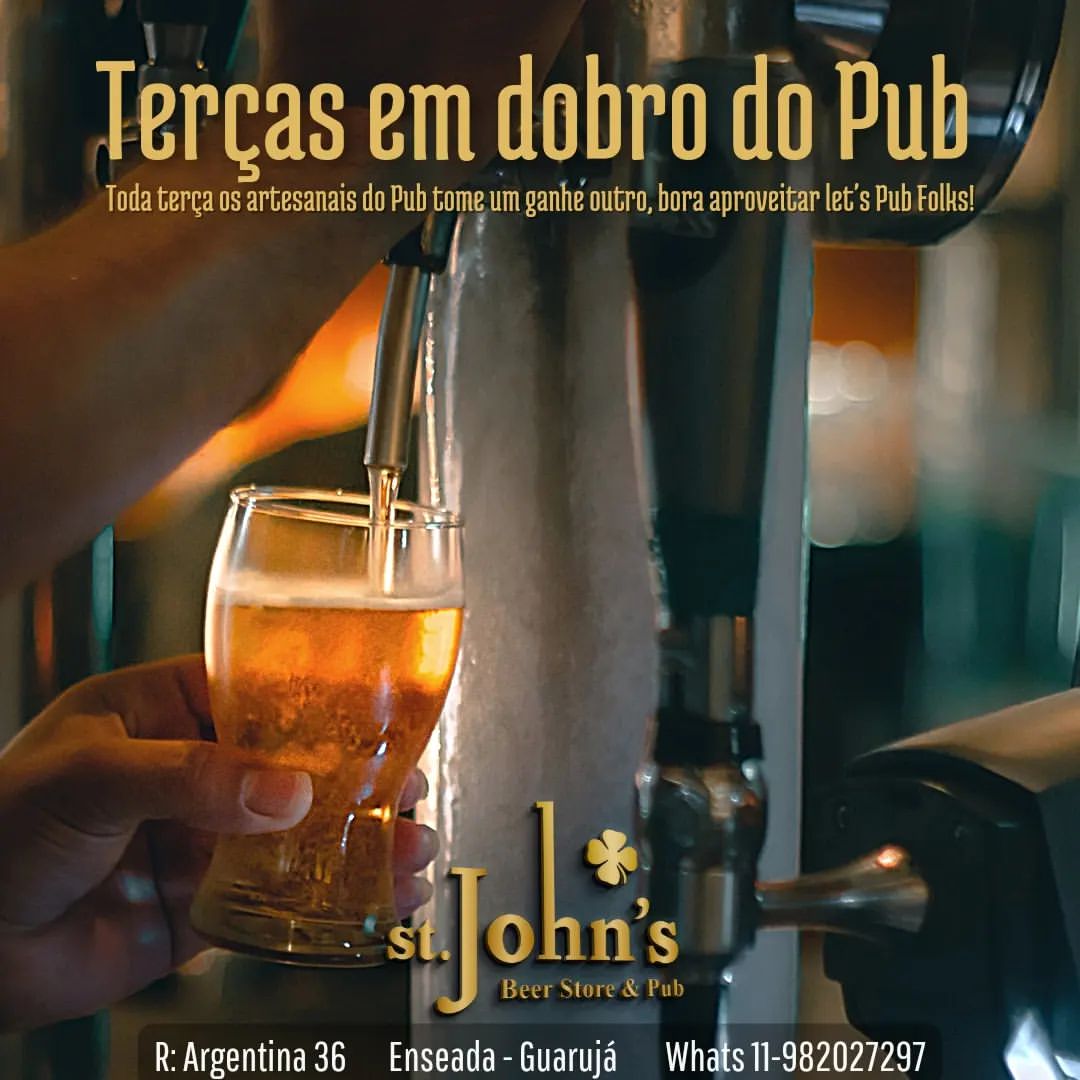 Terças em dobro do Pub
Toda terça os artesanais do Pub tome um ganhe outro, bora aproveitar let's Pub Folks!
st. John's
Beer Store & Pub
R: Argentina 36 Enseada - Guarujá Whats 11-982027297